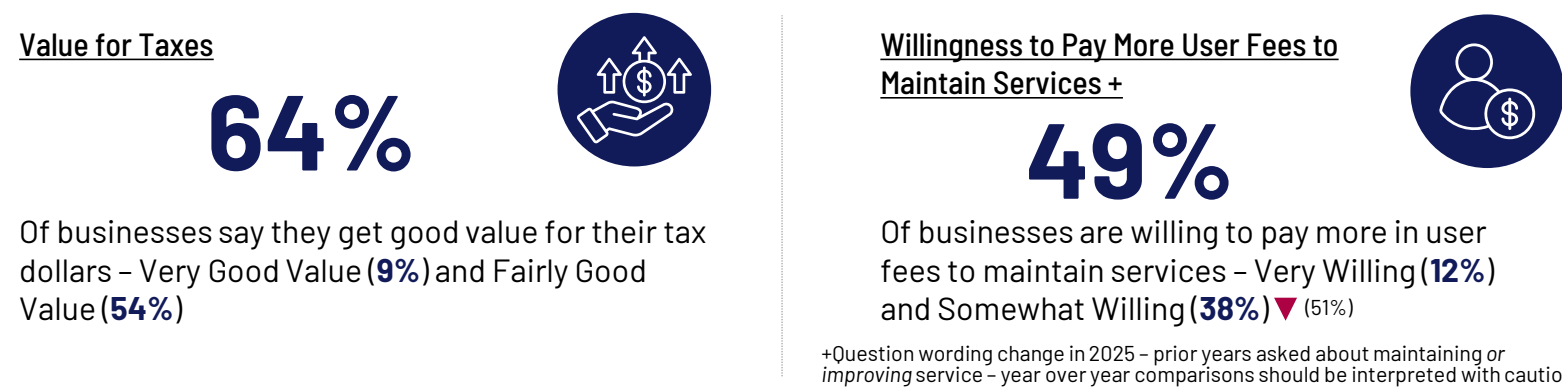 Value for Taxes
64%
Of businesses say they get good value for their tax
dollars – Very Good Value (9%) and Fairly Good
Value (54%)
Willingness to Pay More User Fees to
Maintain Services +
49%
Of businesses are willing to pay more in user
fees to maintain services – Very Willing (12%)
and Somewhat Willing (38%) ▼ (51%)
+Question wording change in 2025 – prior years asked about maintaining or
improving service – year over year comparisons should be interpreted with cautio